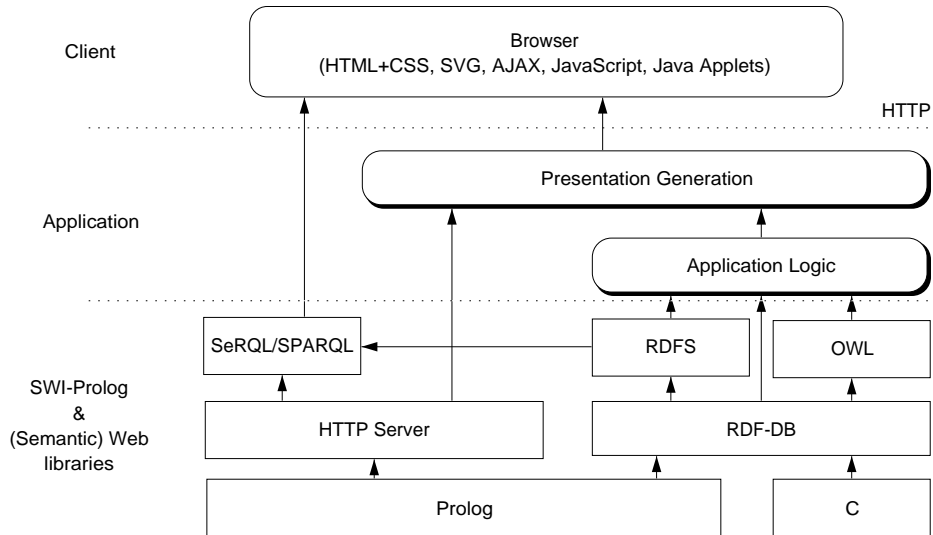 Client
Browser
(HTML+CSS, SVG, AJAX, JavaScript, Java Applets)
HTTP
Presentation Generation
Application
Application Logic
SeRQL/SPARQL
RDFS
OWL
SWI-Prolog
&
(Semantic) Web
libraries
HTTP Server
RDF-DB
Prolog
C